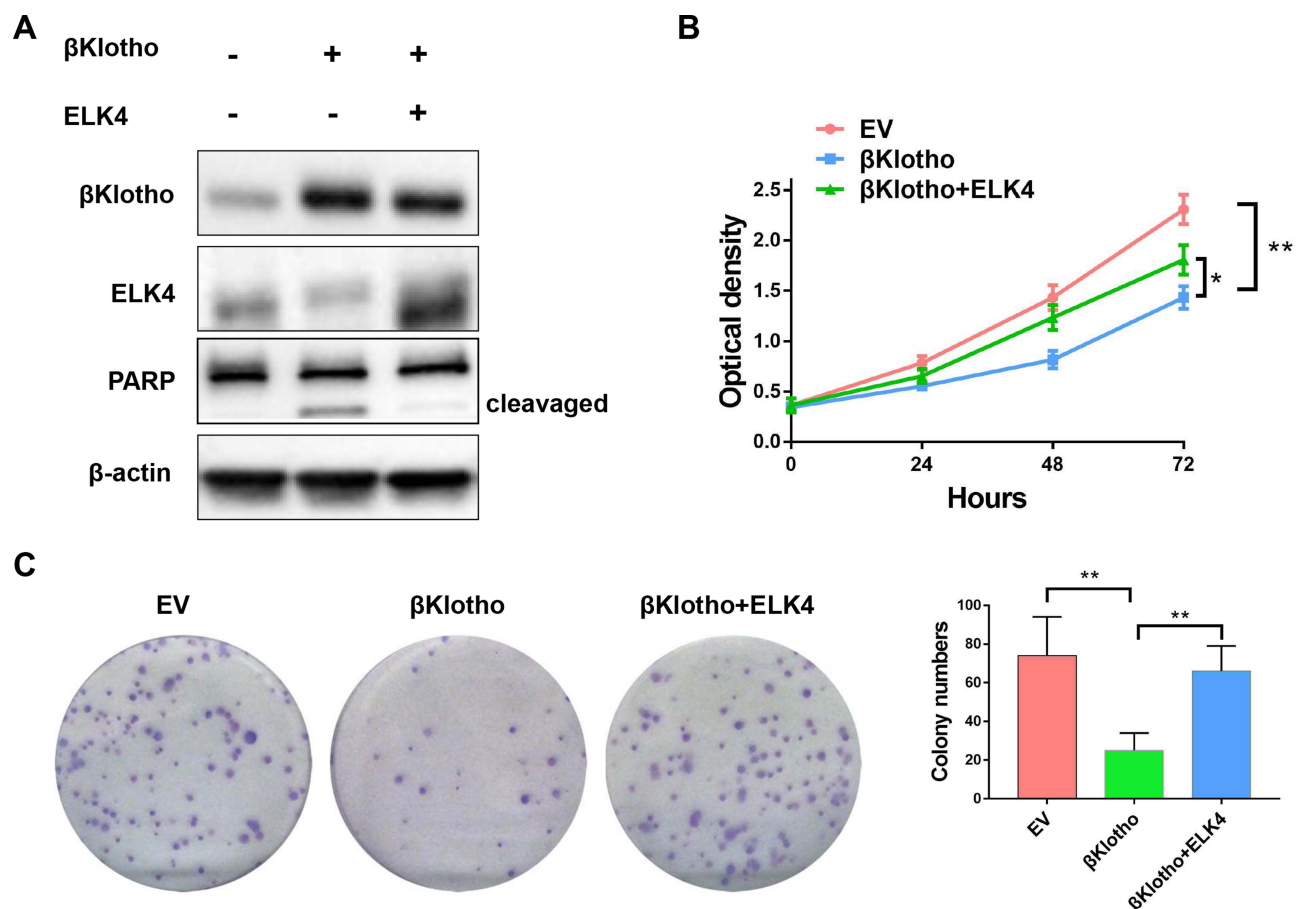 A
βKlotho - + +
ELK4 - - +
βKlotho
ELK4
PARP
cleavaged
β-actin
B
EV
βKlotho
βKlotho+ELK4
Optical density
2.5
2.0
1.5
1.0
0.5
0.0
0 24 48 72
Hours
*
**
C
EV βKlotho βKlotho+ELK4
Colony numbers
100
80
60
40
20
0
** **
EV βKlotho βKlotho+ELK4